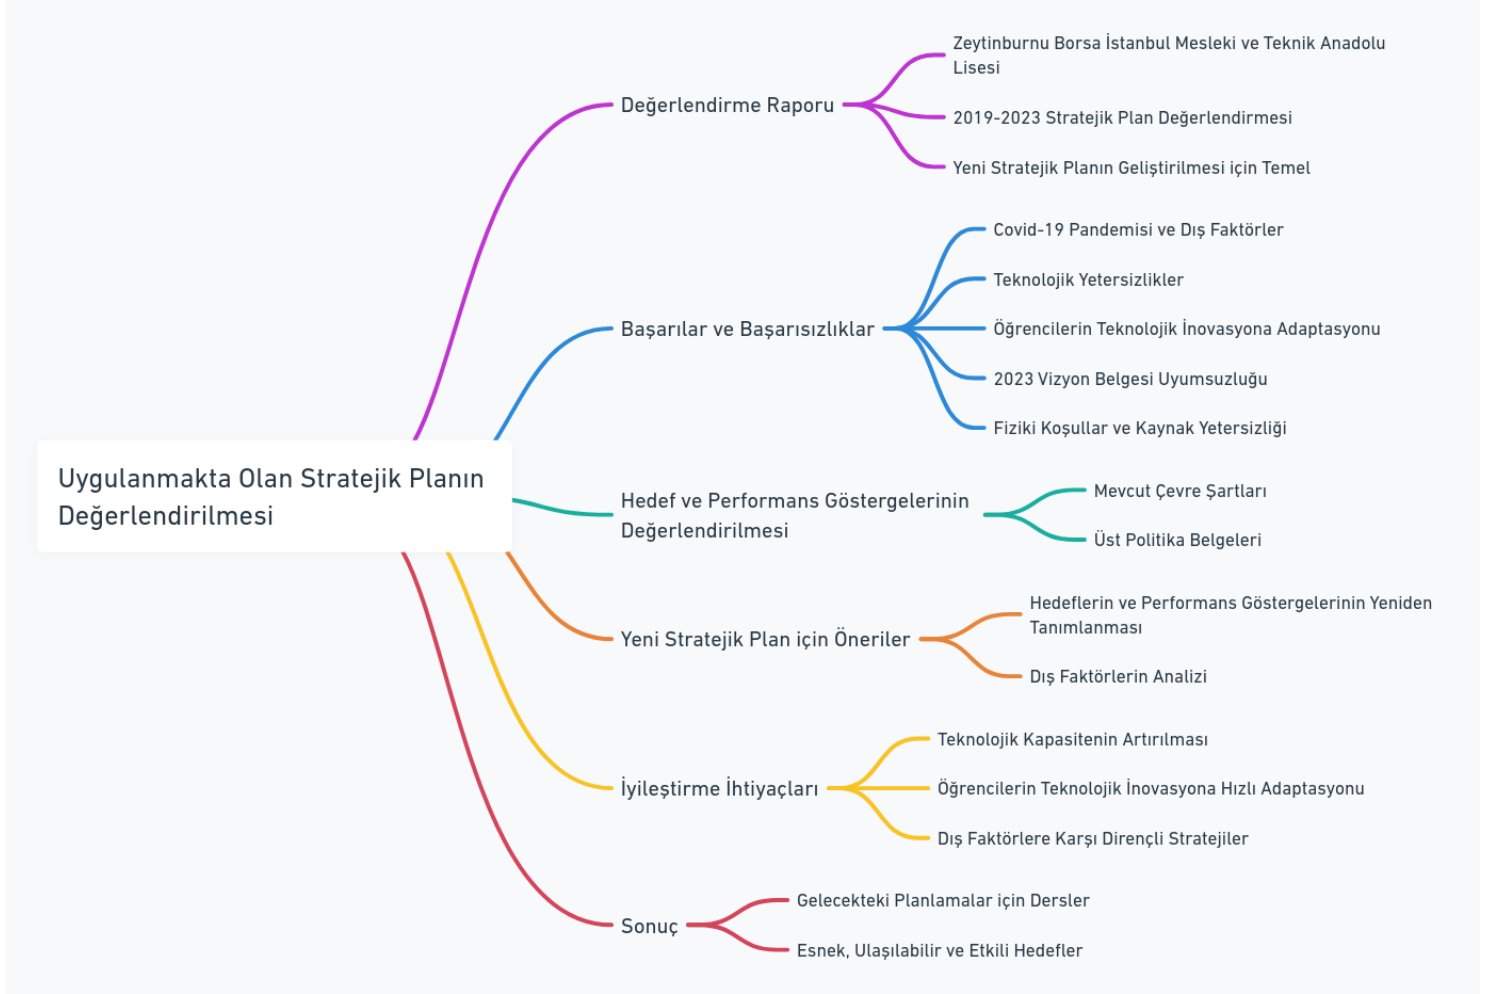 Uygulanmakta Olan Stratejik Planın
Değerlendirilmesi
Değerlendirme Raporu
Zeytinburnu Borsa İstanbul Mesleki ve Teknik Anadolu
Lisesi
2019-2023 Stratejik Plan Değerlendirmesi
Yeni Stratejik Planın Geliştirilmesi için Temel
Başarılar ve Başarısızlıklar
Covid-19 Pandemisi ve Dış Faktörler
Teknolojik Yetersizlikler
Öğrencilerin Teknolojik İnovasyona Adaptasyonu
2023 Vizyon Belgesi Uyumsuzluğu
Fiziki Koşullar ve Kaynak Yetersizliği
Hedef ve Performans Göstergelerinin
Değerlendirilmesi
Mevcut Çevre Şartları
Üst Politika Belgeleri
Yeni Stratejik Plan için Öneriler
Hedeflerin ve Performans Göstergelerinin Yeniden
Tanımlanması
Dış Faktörlerin Analizi
İyileştirme İhtiyaçları
Teknolojik Kapasitenin Artırılması
Öğrencilerin Teknolojik İnovasyona Hızlı Adaptasyonu
Dış Faktörlere Karşı Dirençli Stratejiler
Sonuç
Gelecekteki Planlamalar için Dersler
Esnek, Ulaşılabilir ve Etkili Hedefler